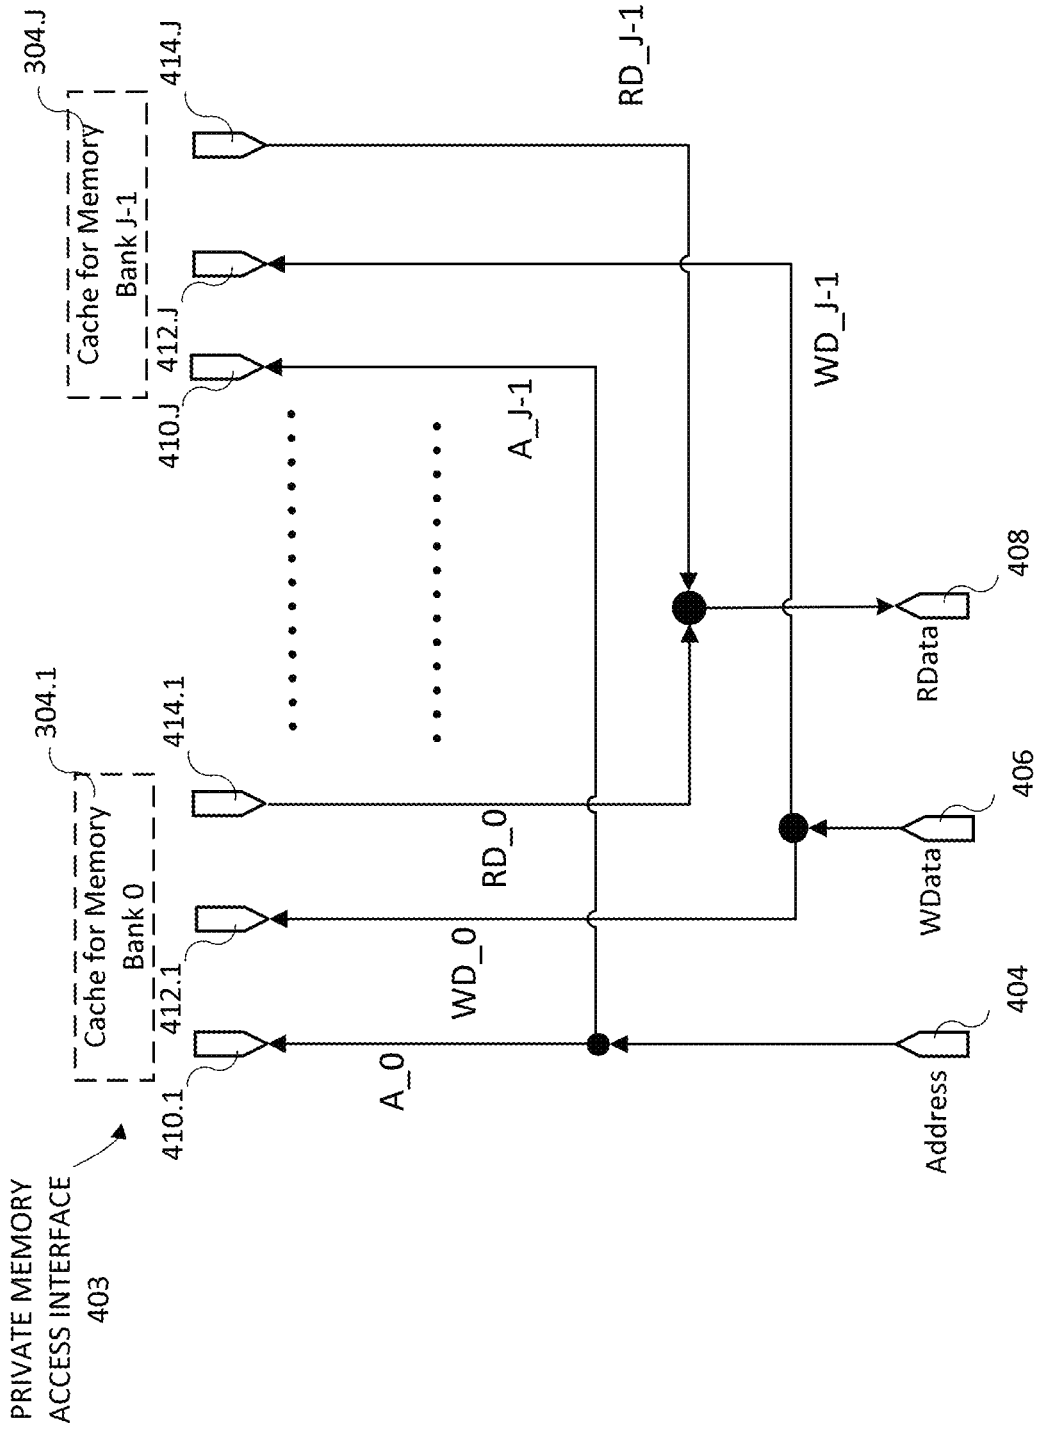 PRIVATE MEMORY
ACCESS INTERFACE
403
Cache for Memory
Bank 0
304.1
410.1
412.1
414.1
Cache for Memory
Bank J-1
304.J
410.J
412.J
414.J
A_0
WD_0
RD_0
A_J-1
WD_J-1
RD_J-1
Address
404
WData
406
RData
408